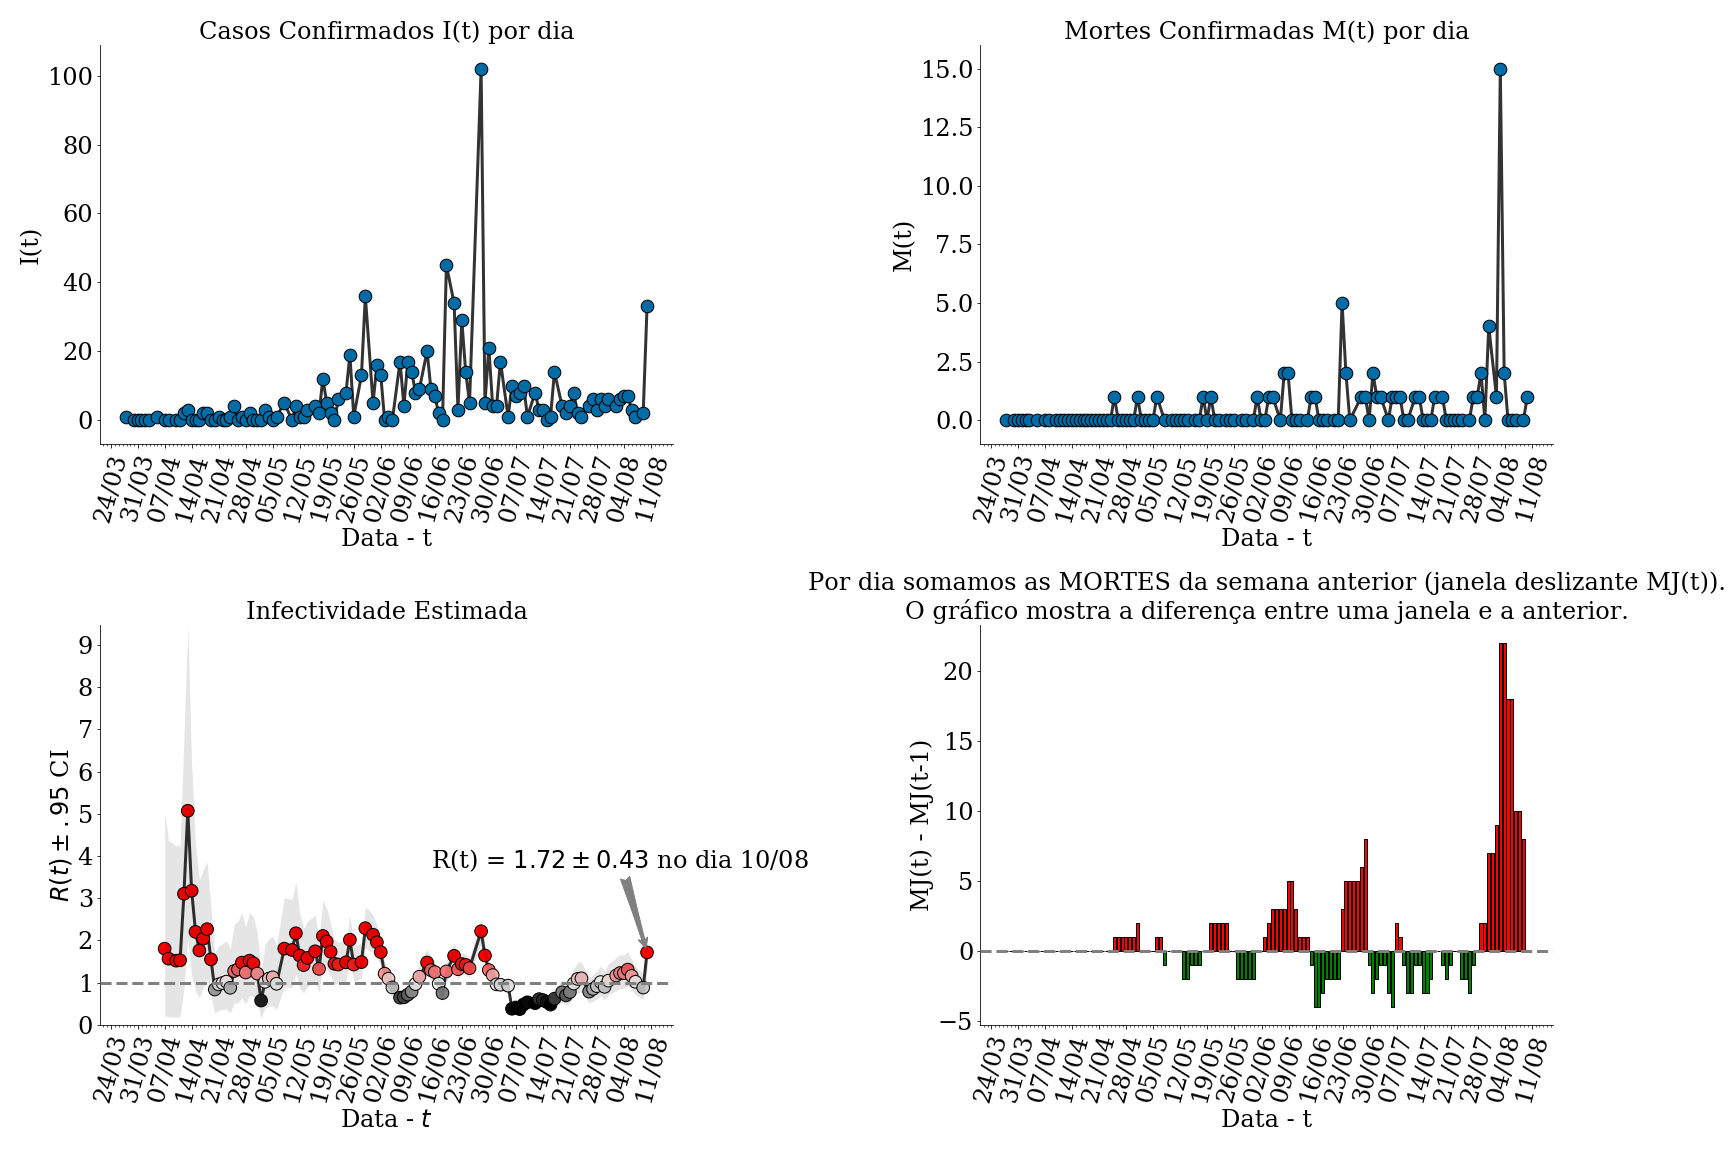 Casos Confirmados I(t) por dia
I(t)
100
80
60
40
20
0
24/03 31/03 07/04 14/04 21/04 28/04 05/05 12/05 19/05 26/05 02/06 09/06 16/06 23/06 30/06 07/07 14/07 21/07 28/07 04/08 11/08
Data - t
Mortes Confirmadas M(t) por dia
M(t)
15.0
12.5
10.0
7.5
5.0
2.5
0.0
24/03 31/03 07/04 14/04 21/04 28/04 05/05 12/05 19/05 26/05 02/06 09/06 16/06 23/06 30/06 07/07 14/07 21/07 28/07 04/08 11/08
Data - t
Infectividade Estimada
R(t) ± .95 CI
9
8
7
6
5
4
3
2
1
0
R(t) = 1.72 ± 0.43 no dia 10/08
24/03 31/03 07/04 14/04 21/04 28/04 05/05 12/05 19/05 26/05 02/06 09/06 16/06 23/06 30/06 07/07 14/07 21/07 28/07 04/08 11/08
Data - t
Por dia somamos as MORTES da semana anterior (janela deslizante MJ(t)).
O gráfico mostra a diferença entre uma janela e a anterior.
MJ(t) - MJ(t-1)
20
15
10
5
0
−5
24/03 31/03 07/04 14/04 21/04 28/04 05/05 12/05 19/05 26/05 02/06 09/06 16/06 23/06 30/06 07/07 14/07 21/07 28/07 04/08 11/08
Data - t